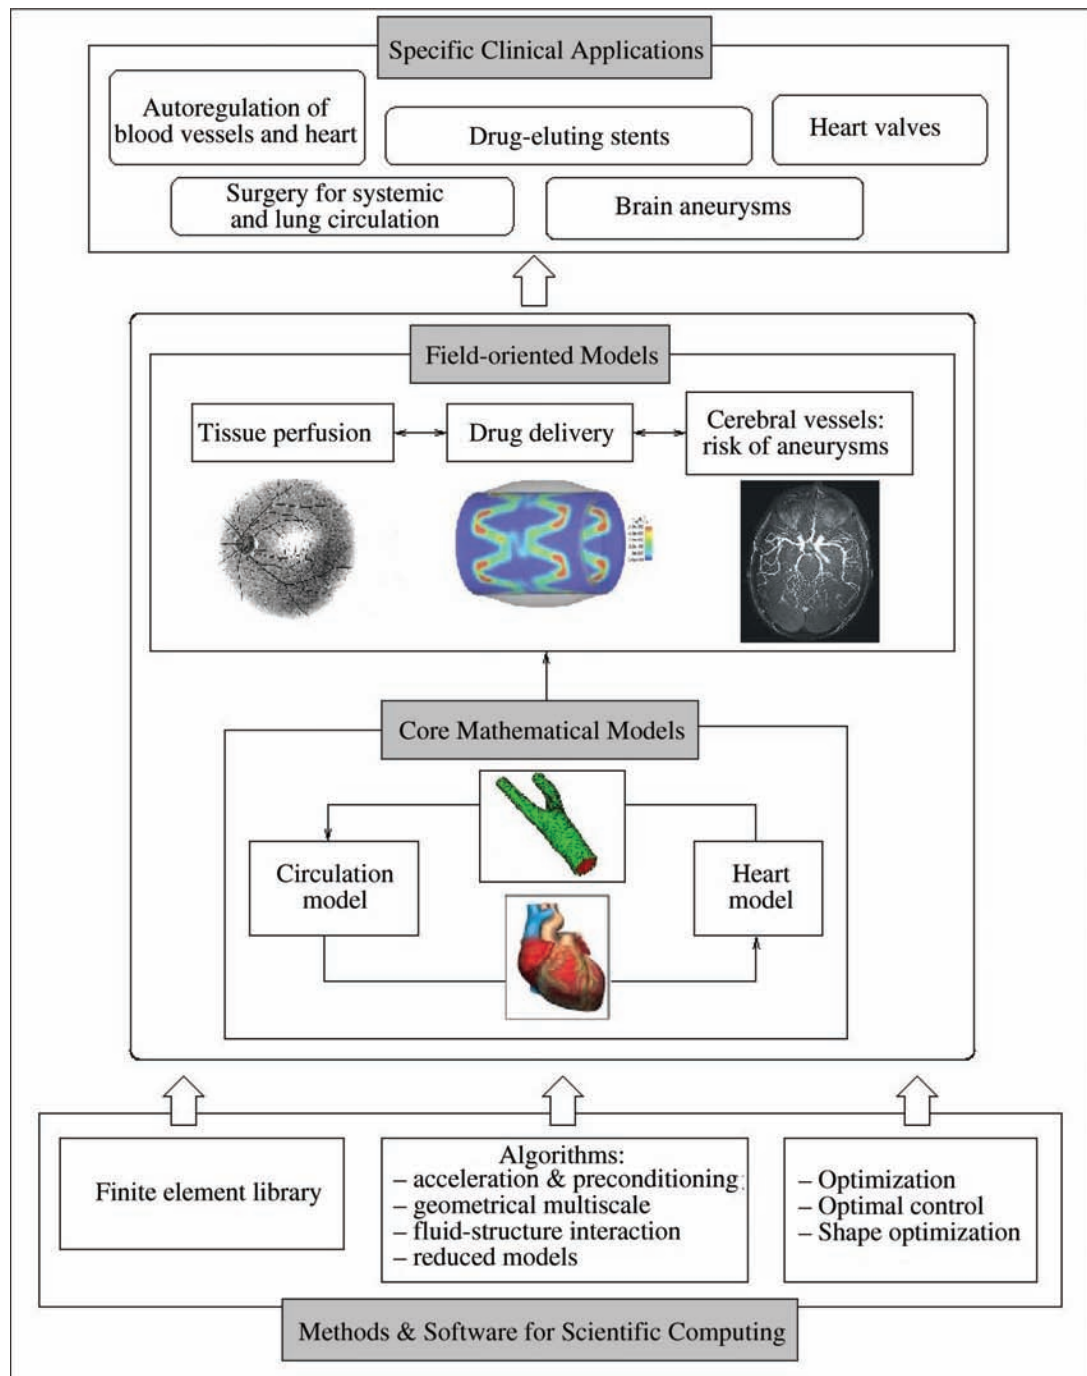 Specific Clinical Applications
Autoregulation of
blood vessels and heart
Drug-eluting stents
Heart valves
Surgery for systemic
and lung circulation
Brain aneurysms
Field-oriented Models
Tissue perfusion
Drug delivery
Cerebral vessels:
risk of aneurysms
Core Mathematical Models
Circulation
model
Heart
model
Finite element library
Algorithms:
– acceleration & preconditioning
– geometrical multiscale
– fluid-structure interaction
– reduced models
– Optimization
– Optimal control
– Shape optimization
Methods & Software for Scientific Computing